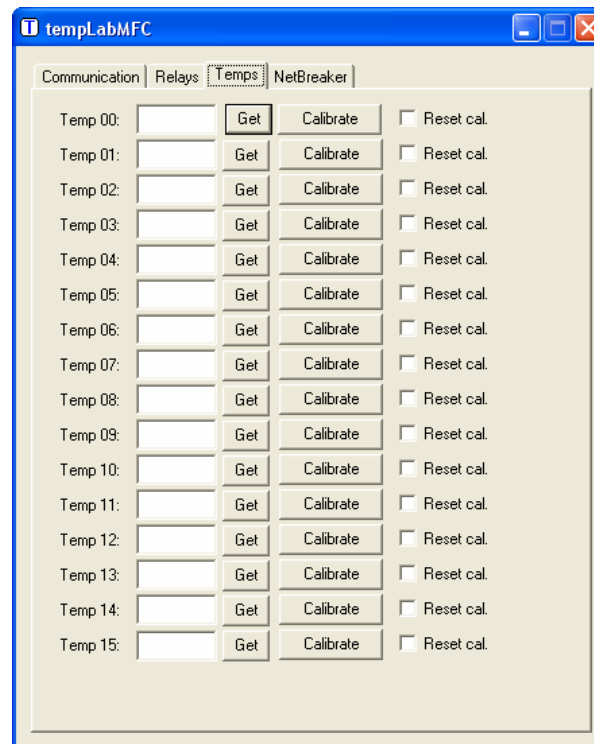 T tempLabMFC
Communication Relays Temps NetBreaker
Temp 00: Get Calibrate Reset cal.
Temp 01: Get Calibrate Reset cal.
Temp 02: Get Calibrate Reset cal.
Temp 03: Get Calibrate Reset cal.
Temp 04: Get Calibrate Reset cal.
Temp 05: Get Calibrate Reset cal.
Temp 06: Get Calibrate Reset cal.
Temp 07: Get Calibrate Reset cal.
Temp 08: Get Calibrate Reset cal.
Temp 09: Get Calibrate Reset cal.
Temp 10: Get Calibrate Reset cal.
Temp 11: Get Calibrate Reset cal.
Temp 12: Get Calibrate Reset cal.
Temp 13: Get Calibrate Reset cal.
Temp 14: Get Calibrate Reset cal.
Temp 15: Get Calibrate Reset cal.